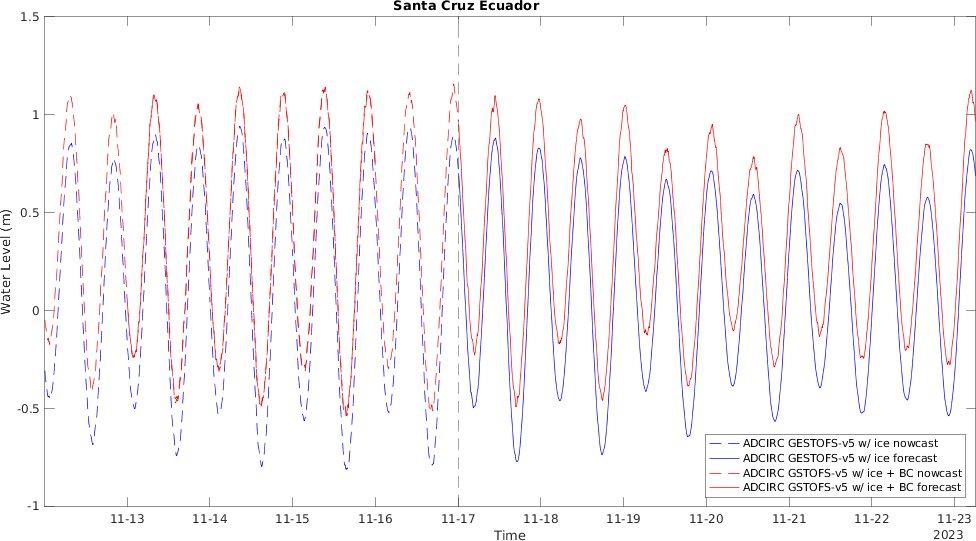 Santa Cruz Ecuador
1.5
1
0.5
0
-0.5
-1
Water Level (m)
ADCIRC GESTOFS-v5 w/ ice nowcast
ADCIRC GESTOFS-v5 w/ ice forecast
ADCIRC GSTOFS-v5 w/ ice + BC nowcast
ADCIRC GSTOFS-v5 w/ ice + BC forecast
11-13 11-14 11-15 11-16 11-17 11-18 11-19 11-20 11-21 11-22 11-23
Time 2023